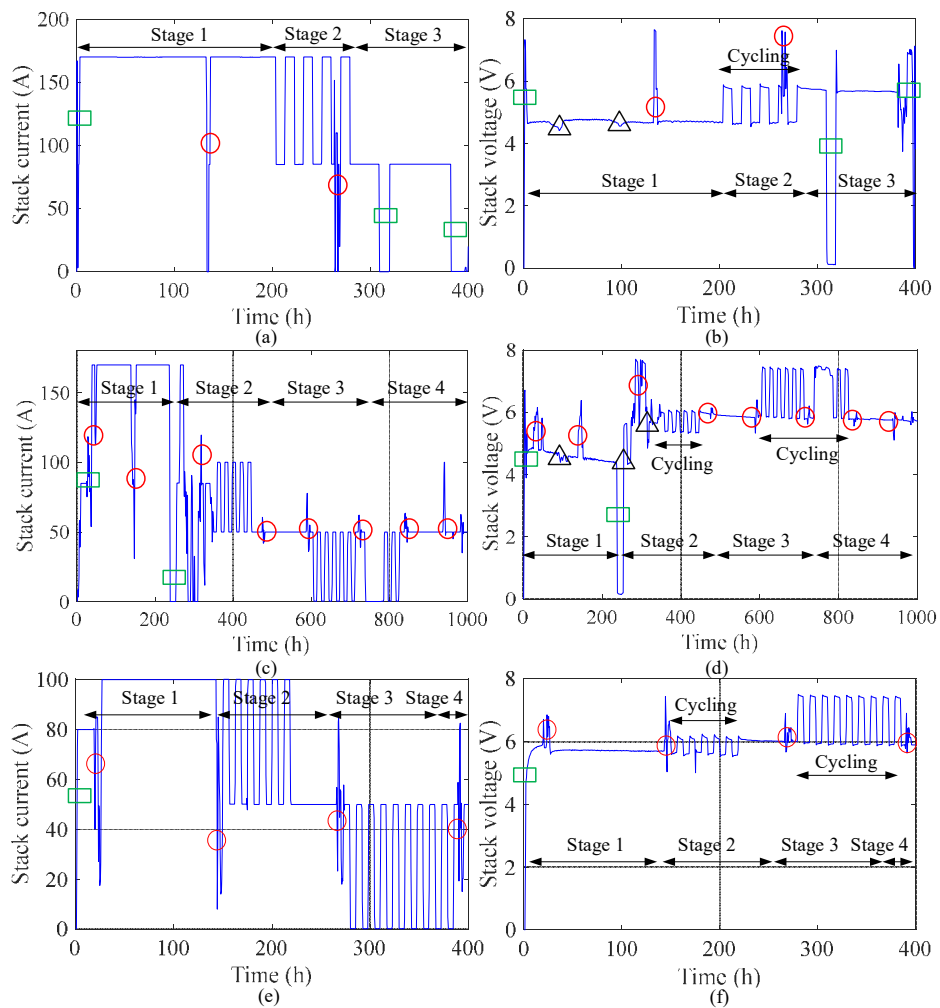 200
150
100
50
0
Stack current (A)
Stage 1
Stage 2
Stage 3
0
100
200
300
400
Time (h)
(a)
8
6
4
2
0
Stack voltage (V)
Cycling
Stage 1
Stage 2
Stage 3
0
100
200
300
400
Time (h)
(b)
150
100
50
0
Stack current (A)
Stage 1
Stage 2
Stage 3
Stage 4
0
200
400
600
800
1000
Time (h)
(c)
8
6
4
2
0
Stack voltage (V)
Cycling
Cycling
Stage 1
Stage 2
Stage 3
Stage 4
0
200
400
600
800
1000
Time (h)
(d)
100
80
60
40
20
0
Stack current (A)
Stage 1
Stage 2
Stage 3
Stage 4
0
100
200
300
400
Time (h)
(e)
8
6
4
2
0
Stack voltage (V)
Cycling
Cycling
Stage 1
Stage 2
Stage 3
Stage 4
0
100
200
300
400
Time (h)
(f)